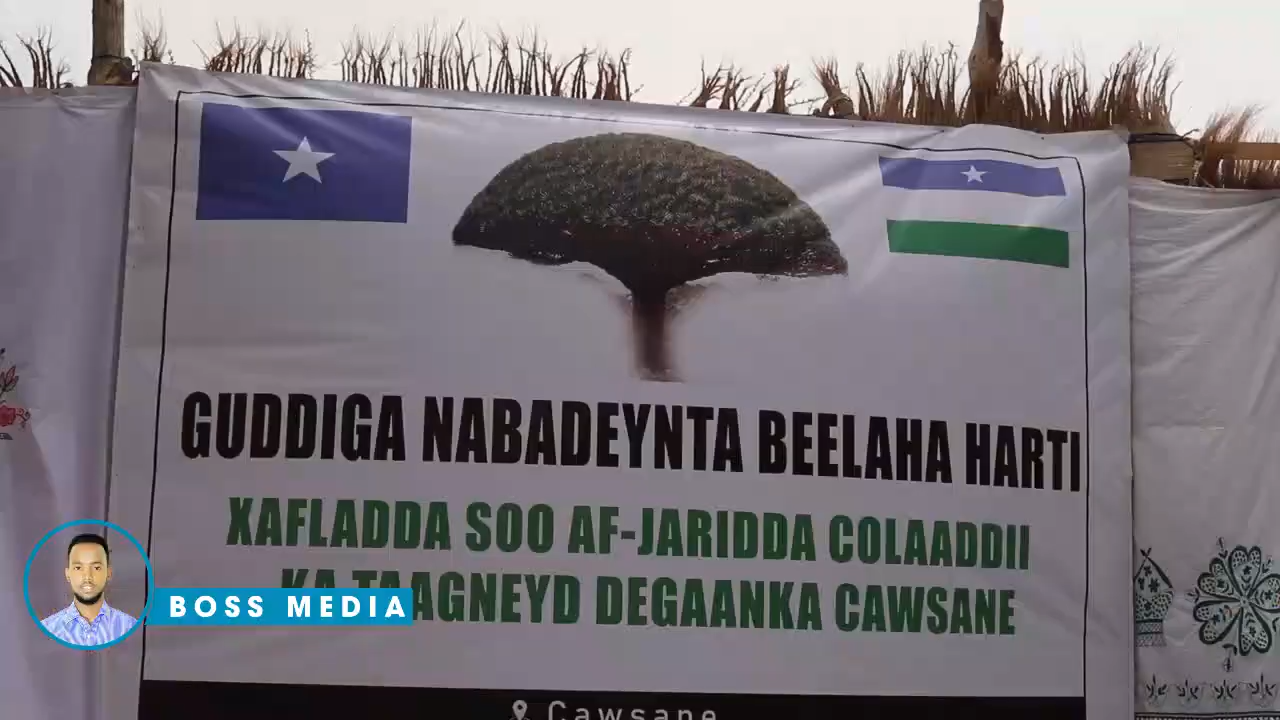 GUDDIGA NABADEYNTA BEELAHA HARTI
XAFLADDA SOO AF-JARIDDA COLAADDII
KA TAAGNEYD DEGAANKA CAWSANE
BOSS MEDIA
Cawsane